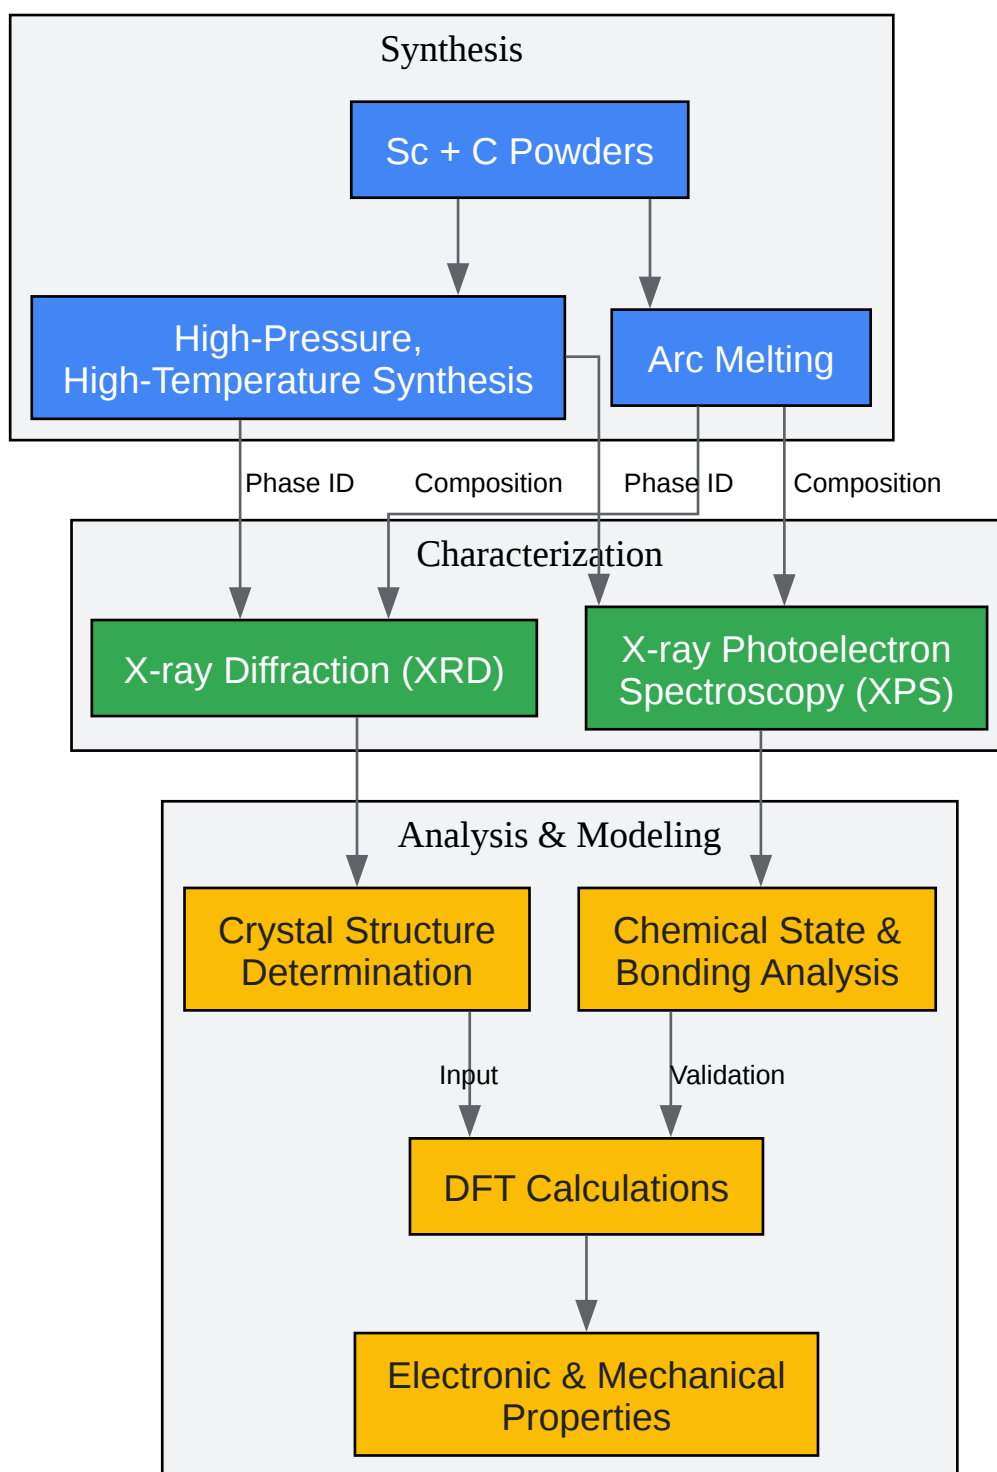 Synthesis
Sc + C Powders
High-Pressure,
High-Temperature Synthesis
Arc Melting
Phase ID
Composition
Phase ID
Composition
Characterization
X-ray Diffraction (XRD)
X-ray Photoelectron
Spectroscopy (XPS)
Analysis & Modeling
Crystal Structure
Determination
Chemical State &
Bonding Analysis
Input
Validation
DFT Calculations
Electronic & Mechanical
Properties